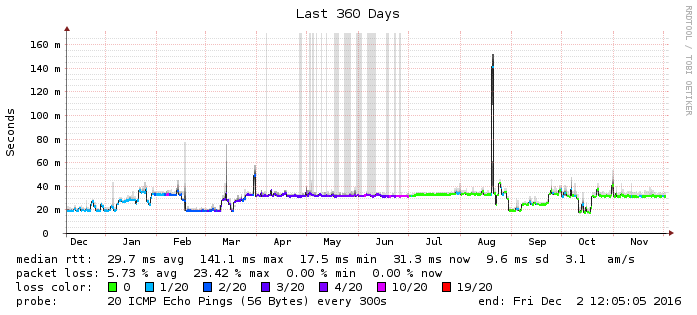 Last 360 Days
RRDTOOL / TOBI OETIKER
Seconds
160 m
140 m
120 m
100 m
80 m
60 m
40 m
20 m
0
Dec Jan Feb Mar Apr May Jun Jul Aug Sep Oct Nov
median rtt: 29.7 ms avg 141.1 ms max 17.5 ms min 31.3 ms now 9.6 ms sd 3.1 am/s
packet loss: 5.73 % avg 23.42 % max 0.00 % min 0.00 % now
loss color: 0 1/20 2/20 3/20 4/20 10/20 19/20
probe: 20 ICMP Echo Pings (56 Bytes) every 300s end: Fri Dec 2 12:05:05 2016